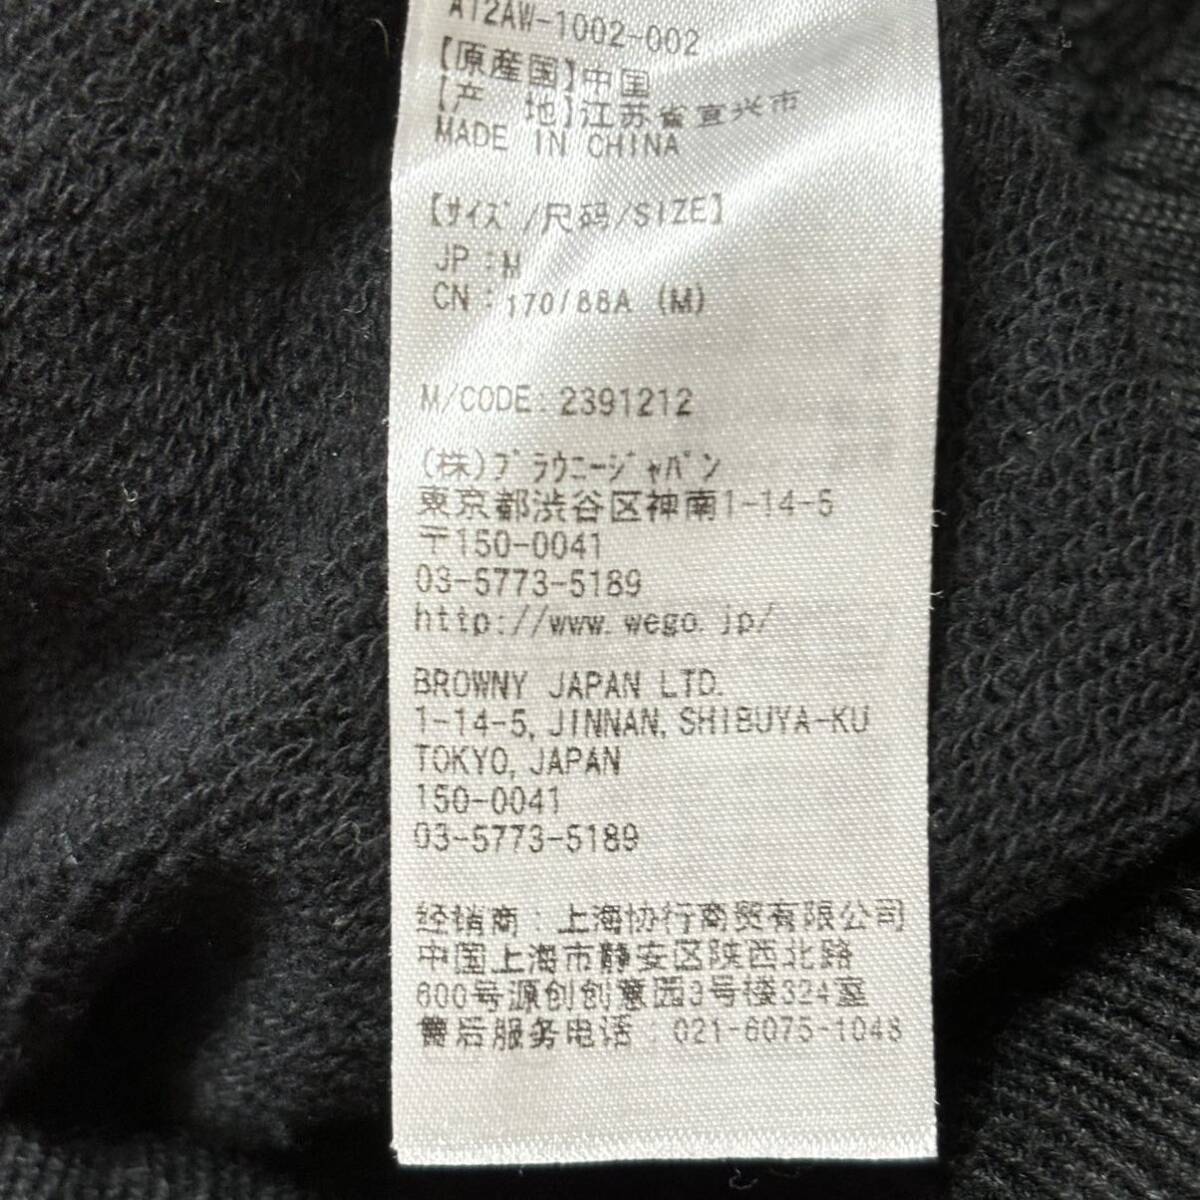 A12AW-1002-002
【原産国】中国
【产 地】江苏省宜兴市
MADE IN CHINA
【ｻｲｽﾞ/尺码/SIZE】
JP:M
CN:170/88A (M)
M/CODE:2391212
(株)ﾌﾞﾗｳﾆｰｼﾞｬﾊﾟﾝ
東京都渋谷区神南1-14-5
〒150-0041
03-5773-5189
http://www.wego.jp/
BROWNY JAPAN LTD.
1-14-5, JINNAN, SHIBUYA-KU
TOKYO, JAPAN
150-0041
03-5773-5189
经销商:上海协行商贸有限公司
中国上海市静安区陕西北路
600号源创创意园3号楼324室
售后服务电话:021-6075-1048